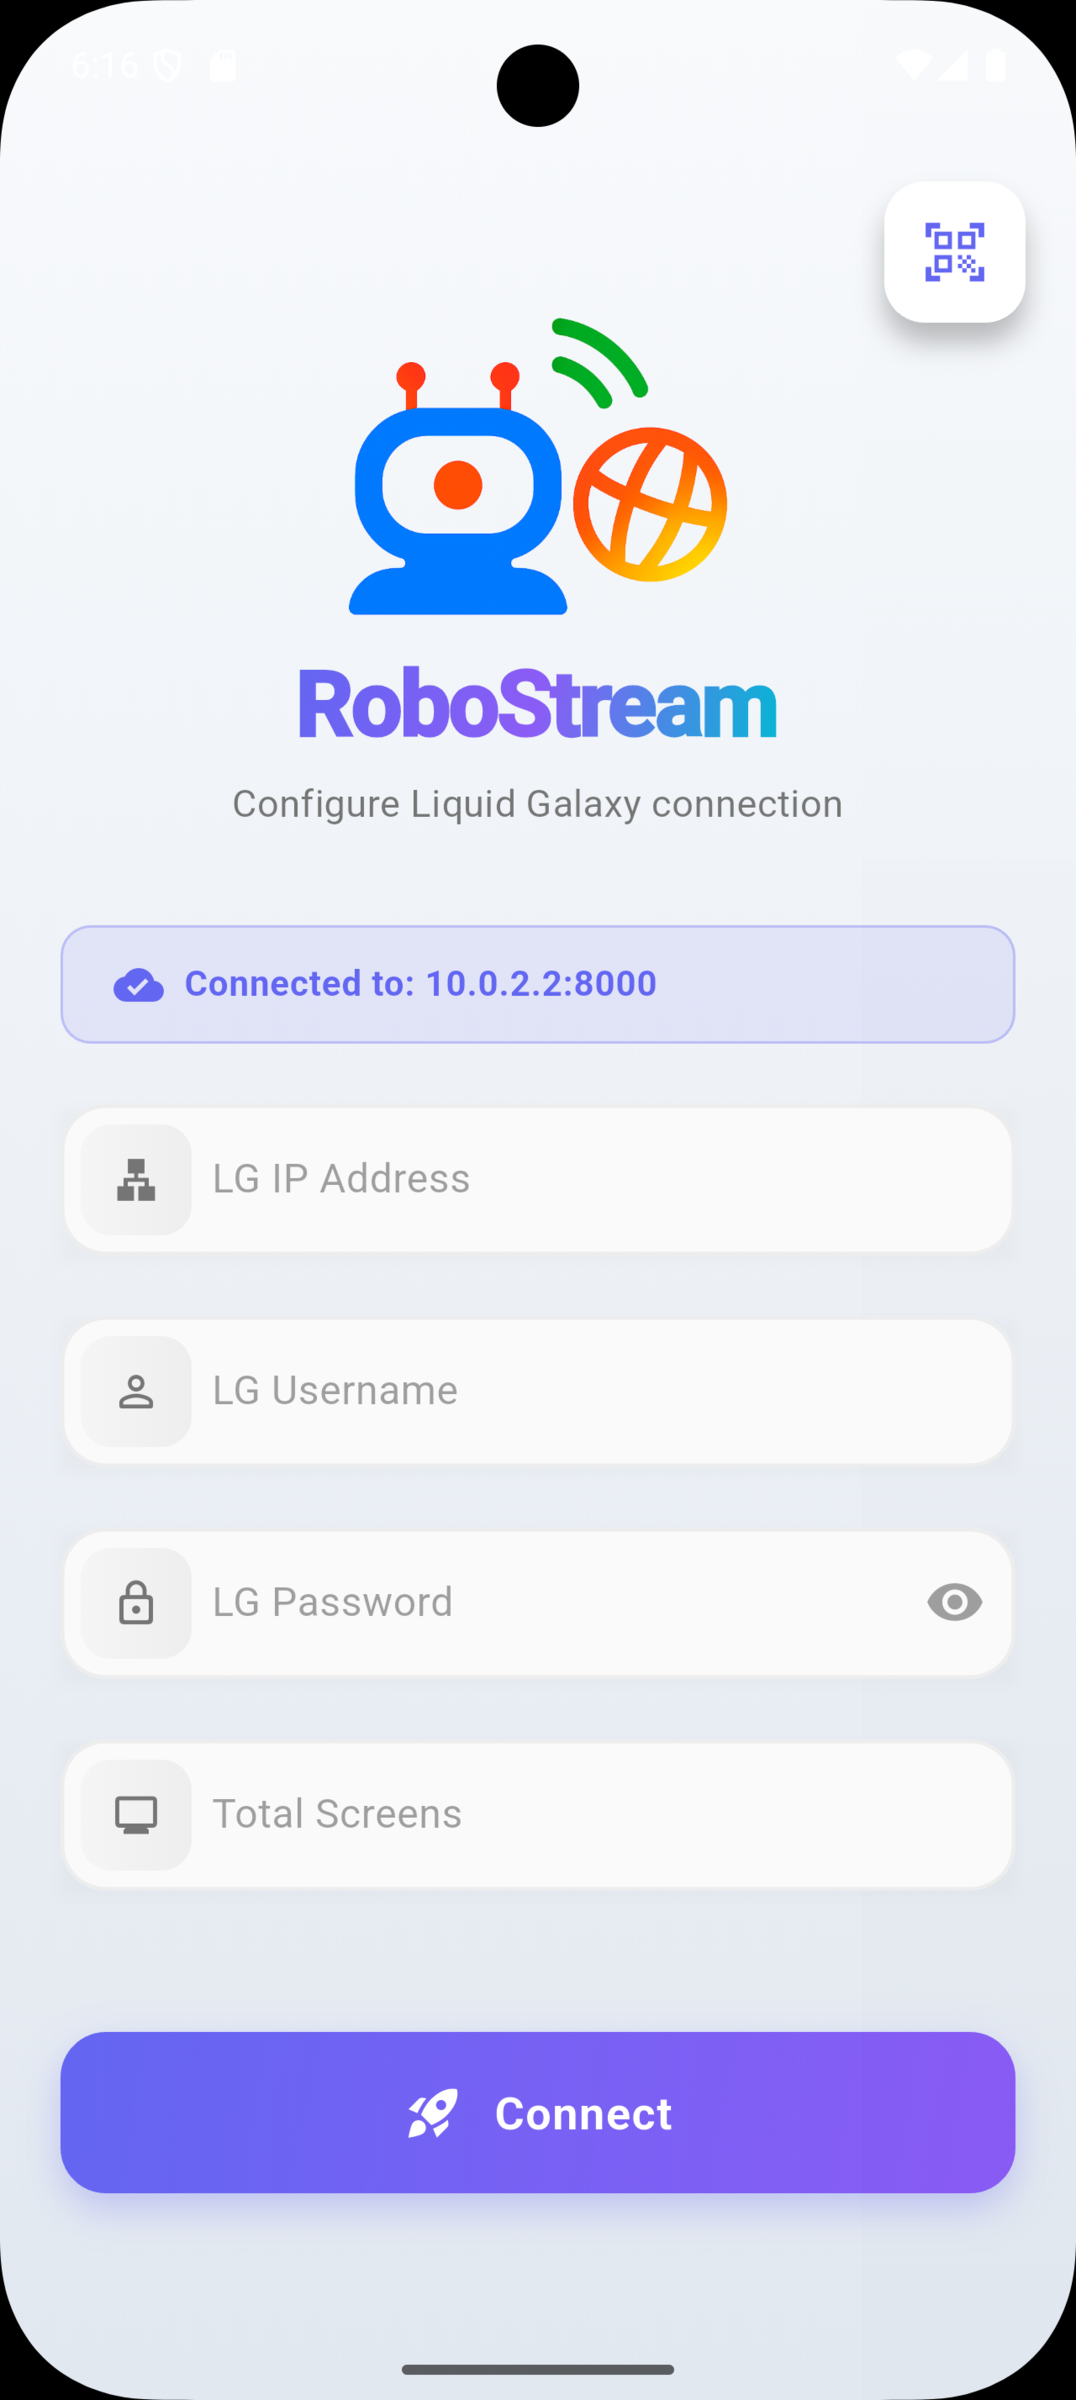 6:16
RoboStream
Configure Liquid Galaxy connection
Connected to: 10.0.2.2:8000
LG IP Address
LG Username
LG Password
Total Screens
Connect